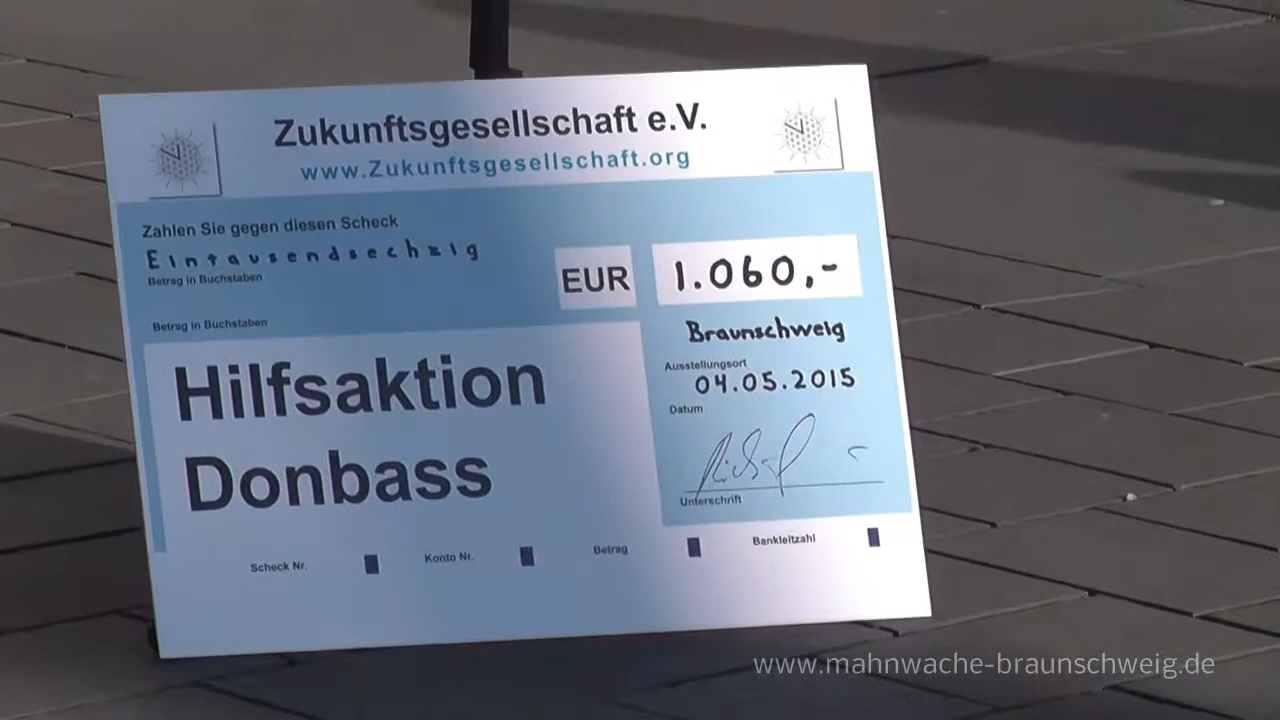 Zukunftsgesellschaft e.V.
www.Zukunftsgesellschaft.org
Zahlen Sie gegen diesen Scheck
Eintausendsechzig
Betrag in Buchstaben
EUR
1.060,-
Betrag in Buchstaben
Hilfsaktion
Donbass
Braunschweig
Ausstellungsort
04.05.2015
Datum
Unterschrift
Scheck Nr.
Konto Nr.
Betrag
Bankleitzahl
www.mahnwache-braunschweig.de